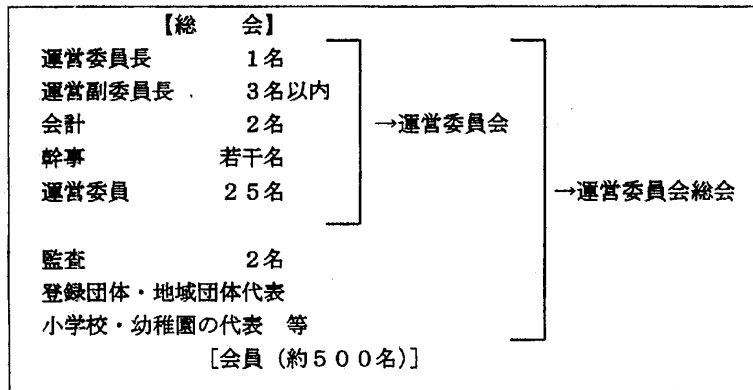 【総　　会】
運営委員長　　　１名
運営副委員長　　３名以内
会計　　　　　　２名　　→運営委員会
幹事　　　　　若干名
運営委員　　　２５名　　→運営委員会総会
監査　　　　　　２名
登録団体・地域団体代表
小学校・幼稚園の代表　等
［会員（約５００名）］